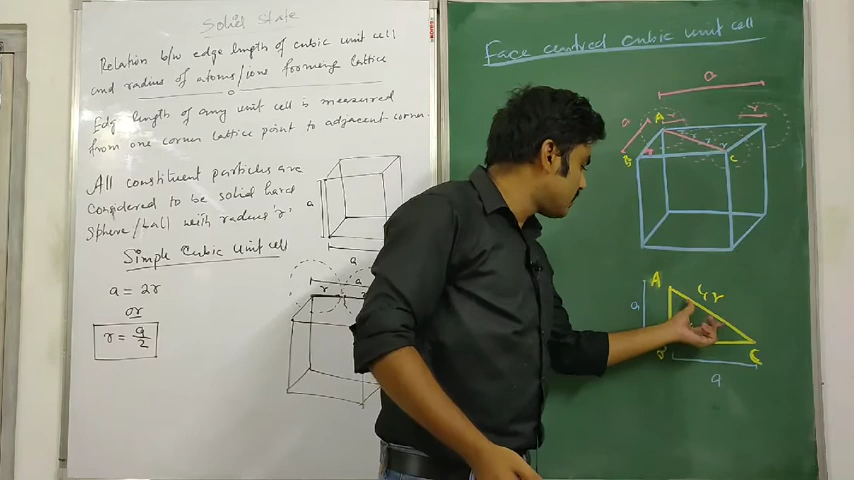 Solid State
Relation b/w edge length of cubic unit cell
and radius of atoms/ions forming lattice
Edge length of any unit cell is measured
from one corner lattice point to adjacent corner.
All constituent particles are
considered to be solid hard
sphere/ball with radius 'r'.
a
a
Simple Cubic Unit Cell
a = 2r
or
r = a/2
a
r
r
Face centred cubic unit cell
a
r
r
a
A
B
C
r
A
4r
a
B
C
a